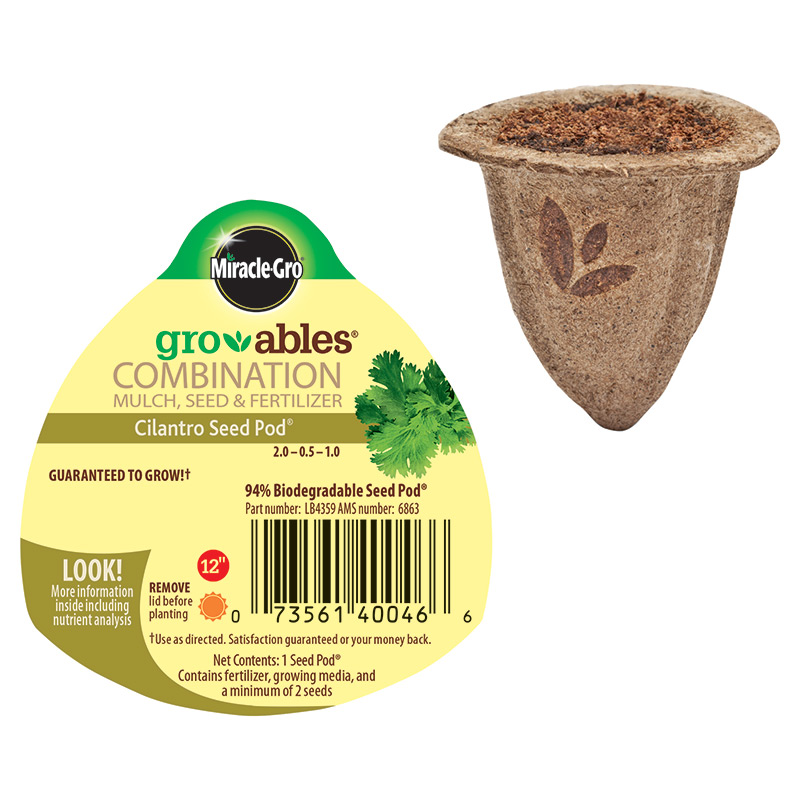 Miracle-Gro®
gro ables®
COMBINATION
MULCH, SEED & FERTILIZER
Cilantro Seed Pod®
2.0 – 0.5 – 1.0
GUARANTEED TO GROW!†
94% Biodegradable Seed Pod®
Part number: LB4359 AMS number: 6863
LOOK!
More information
inside including
nutrient analysis
12"
REMOVE
lid before
planting
0 73561 40046 6
†Use as directed. Satisfaction guaranteed or your money back.
Net Contents: 1 Seed Pod®
Contains fertilizer, growing media, and
a minimum of 2 seeds